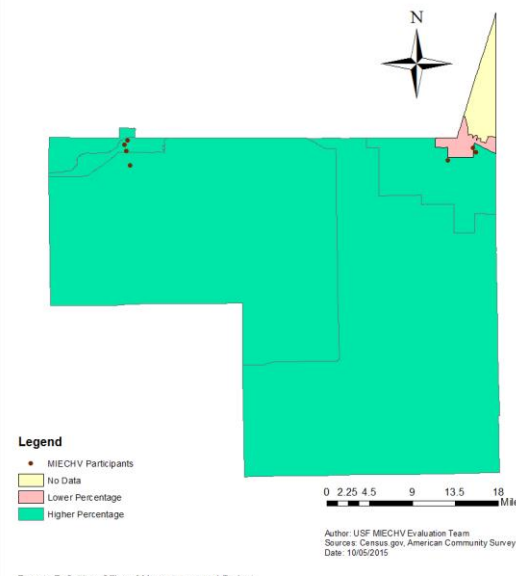 N
Legend
MIECHV Participants
No Data
Lower Percentage
Higher Percentage
0 2.25 4.5 9 13.5 18
Mile
Author: USF MIECHV Evaluation Team
Sources: Census.gov, American Community Survey
Date: 10/05/2015